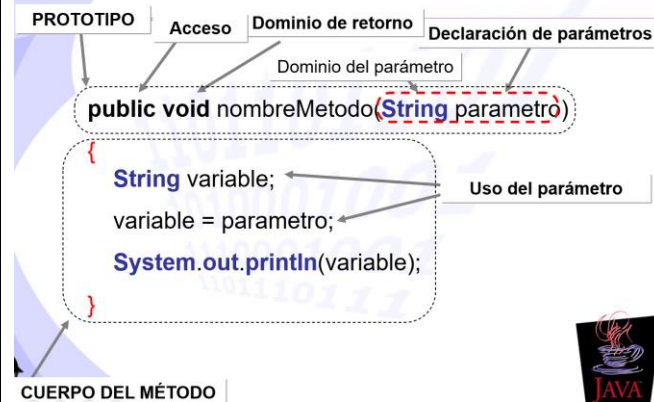 PROTOTIPO
Acceso
Dominio de retorno
Declaración de parámetros
Dominio del parámetro
public void nombreMetodo(String parametro)
{
String variable;
variable = parametro;
Uso del parámetro
System.out.println(variable);
}
CUERPO DEL MÉTODO
JAVA